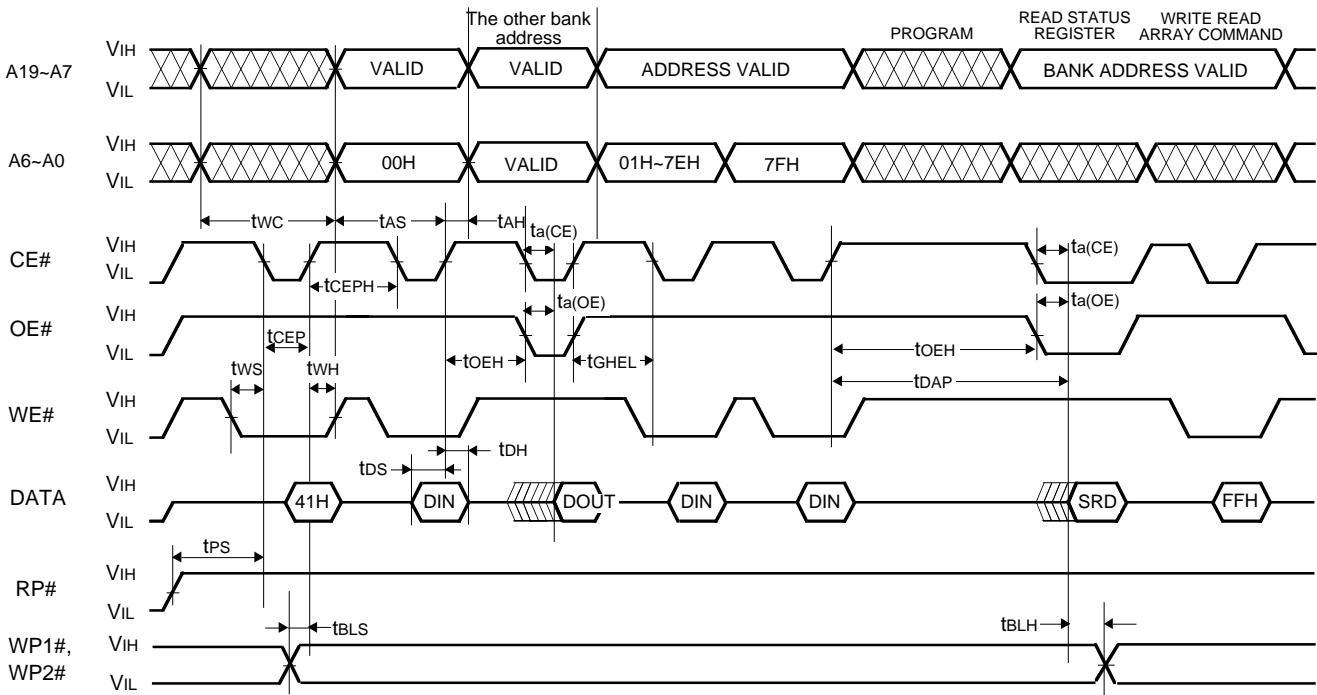 The other bank
address
PROGRAM
READ STATUS
REGISTER
WRITE READ
ARRAY COMMAND
A19~A7
VIH
VIL
VALID
VALID
ADDRESS VALID
BANK ADDRESS VALID
A6~A0
VIH
VIL
00H
VALID
01H~7EH
7FH
tWC
tAS
tAH
ta(CE)
ta(CE)
CE#
VIH
VIL
tCEPH
ta(OE)
ta(OE)
OE#
VIH
VIL
tCEP
tOEH
tGHEL
tOEH
tWS
tWH
tDAP
WE#
VIH
VIL
tDS
tDH
DATA
VIH
VIL
41H
DIN
DOUT
DIN
DIN
SRD
FFH
tPS
RP#
VIH
VIL
tBLS
tBLH
WP1#,
WP2#
VIH
VIL